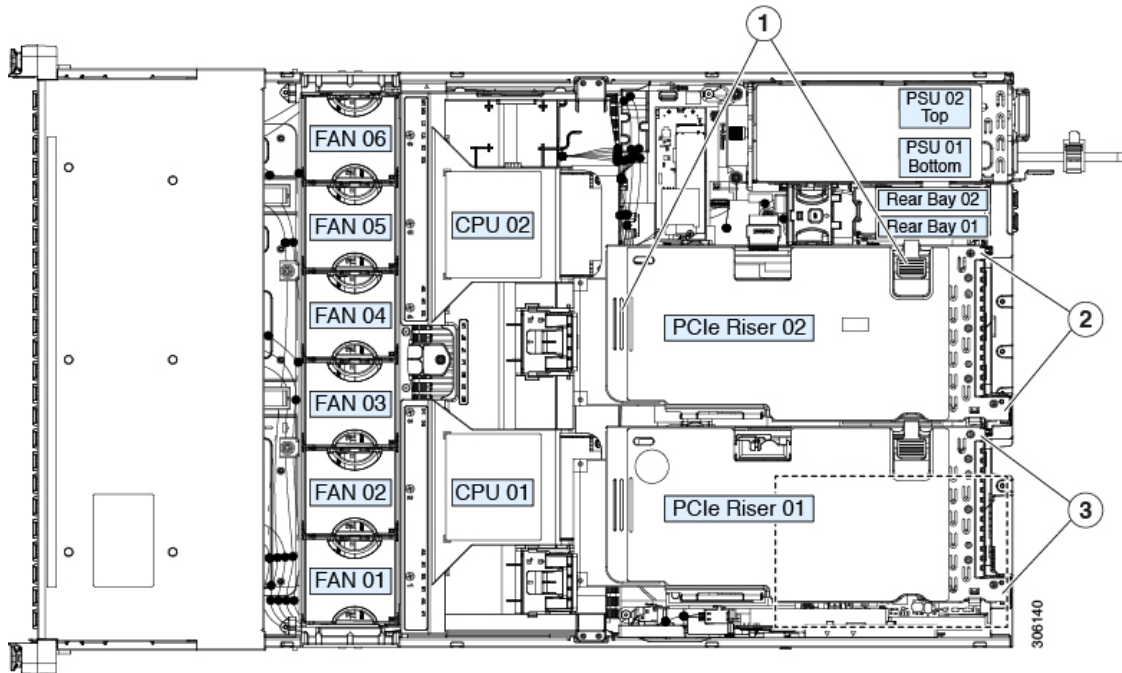 1
PSU 02
Top
PSU 01
Bottom
FAN 06
Rear Bay 02
Rear Bay 01
FAN 05
CPU 02
FAN 04
PCIe Riser 02
2
FAN 03
FAN 02
CPU 01
PCIe Riser 01
3
FAN 01
306140